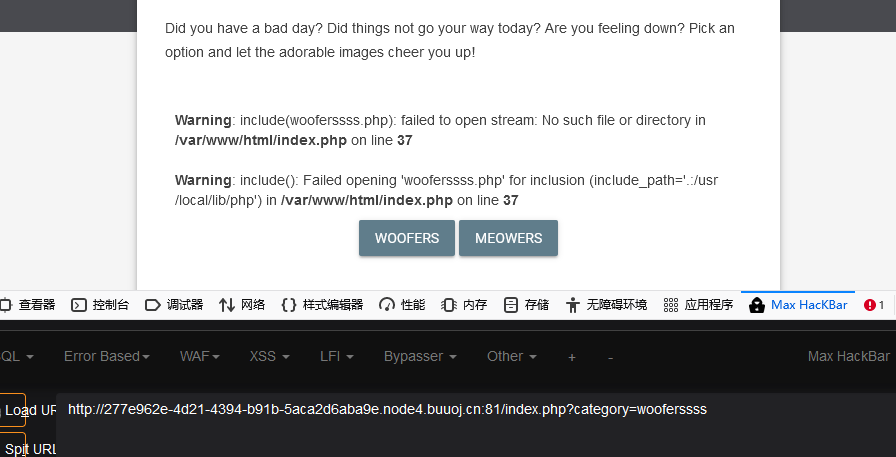 Did you have a bad day? Did things not go your way today? Are you feeling down? Pick an
option and let the adorable images cheer you up!
Warning: include(wooferssss.php): failed to open stream: No such file or directory in
/var/www/html/index.php on line 37
Warning: include(): Failed opening 'wooferssss.php' for inclusion (include_path='.:/usr
/local/lib/php') in /var/www/html/index.php on line 37
WOOFERS MEOWERS
查看器 控制台 调试器 网络 样式编辑器 性能 内存 存储 无障碍环境 应用程序 Max HacKBar 1
QL Error Based WAF XSS LFI Bypasser Other + - Max HackBar
Load UR http://277e962e-4d21-4394-b91b-5aca2d6aba9e.node4.buuoj.cn:81/index.php?category=wooferssss
Spit URL